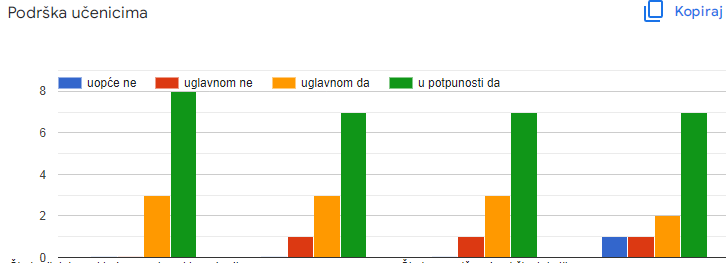 Podrška učenicima
Kopiraj
uopće ne
uglavnom ne
uglavnom da
u potpunosti da
8
6
4
2
0